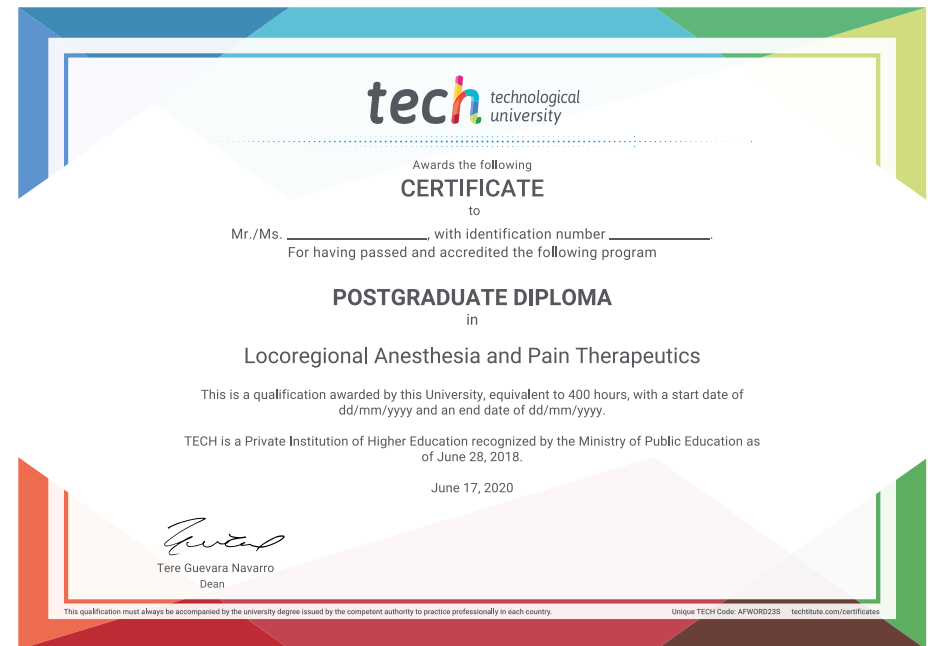 tech technological
university
Awards the following
CERTIFICATE
to
Mr./Ms. ____________________, with identification number ______________.
For having passed and accredited the following program
POSTGRADUATE DIPLOMA
in
Locoregional Anesthesia and Pain Therapeutics
This is a qualification awarded by this University, equivalent to 400 hours, with a start date of
dd/mm/yyyy and an end date of dd/mm/yyyy.
TECH is a Private Institution of Higher Education recognized by the Ministry of Public Education as
of June 28, 2018.
June 17, 2020
Tere Guevara Navarro
Dean
This qualification must always be accompanied by the university degree issued by the competent authority to practice professionally in each country.
Unique TECH Code: AFWORD23S techtitute.com/certificates